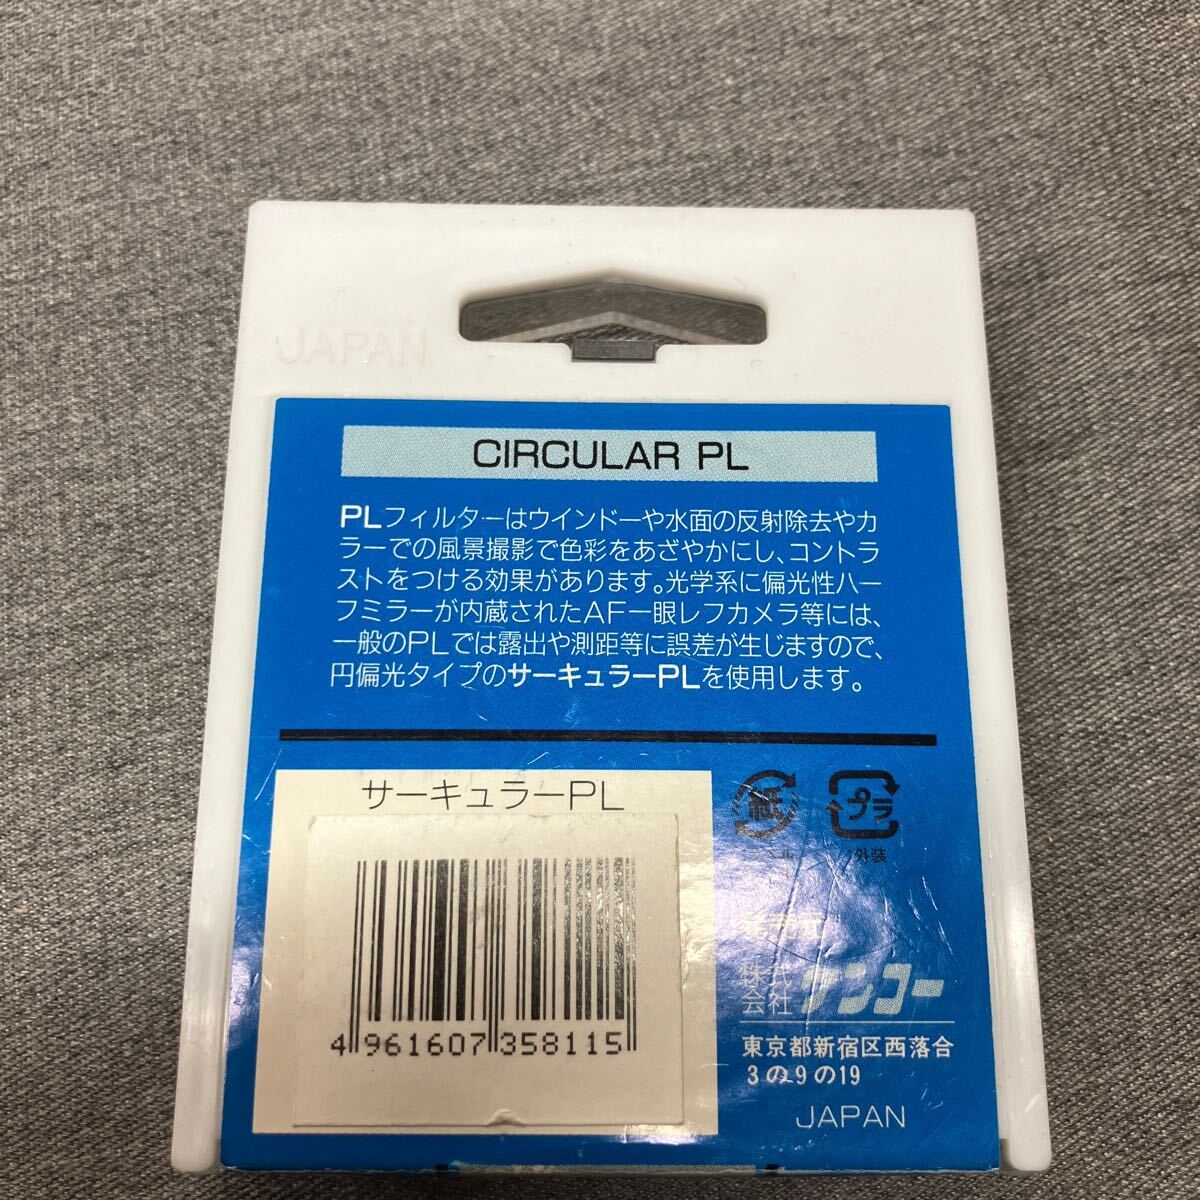 JAPAN
CIRCULAR PL
PLフィルターはウインドーや水面の反射除去やカ
ラーでの風景撮影で色彩をあざやかにし、コントラ
ストをつける効果があります。光学系に偏光性ハー
フミラーが内蔵されたAF一眼レフカメラ等には、
一般のPLでは露出や測距等に誤差が生じますので、
円偏光タイプのサーキュラーPLを使用します。
サーキュラーPL
4961607358115
紙
プラ
外装
発売元
株式会社 ケンコー
東京都新宿区西落合
3の9の19
JAPAN